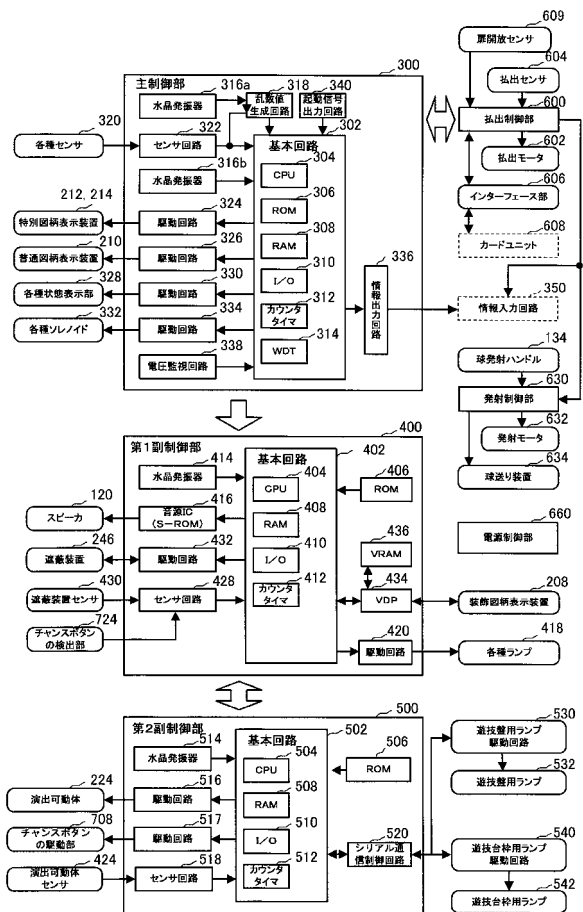 609
扉開放センサ
604
払出センサ
600
払出制御部
602
払出モータ
606
インターフェース部
608
カードユニット
350
情報入力回路
134
球発射ハンドル
630
発射制御部
632
発射モータ
634
球送り装置
660
電源制御部
300
主制御部
316a
水晶発振器
318
乱数値
生成回路
340
起動信号
出力回路
320
各種センサ
322
センサ回路
302
基本回路
304
CPU
316b
水晶発振器
306
ROM
212, 214
特別図柄表示装置
324
駆動回路
308
RAM
210
普通図柄表示装置
326
駆動回路
310
I/O
328
各種状態表示部
330
駆動回路
312
カウンタ
タイマ
332
各種ソレノイド
334
駆動回路
314
WDT
338
電圧監視回路
336
情報出力回路
400
第1副制御部
402
基本回路
414
水晶発振器
404
CPU
406
ROM
120
スピーカ
416
音源IC
(S-ROM)
408
RAM
436
VRAM
246
遮蔽装置
432
駆動回路
410
I/O
430
遮蔽装置センサ
428
センサ回路
412
カウンタ
タイマ
434
VDP
208
装飾図柄表示装置
724
チャンスボタン
の検出部
420
駆動回路
418
各種ランプ
500
第2副制御部
502
基本回路
514
水晶発振器
504
CPU
506
ROM
530
遊技盤用ランプ
駆動回路
532
遊技盤用ランプ
224
演出可動体
516
駆動回路
508
RAM
708
チャンスボタン
の駆動部
517
駆動回路
510
I/O
520
シリアル通
信制御回路
540
遊技台枠用ランプ
駆動回路
424
演出可動体
センサ
518
センサ回路
512
カウンタ
タイマ
542
遊技台枠用ランプ